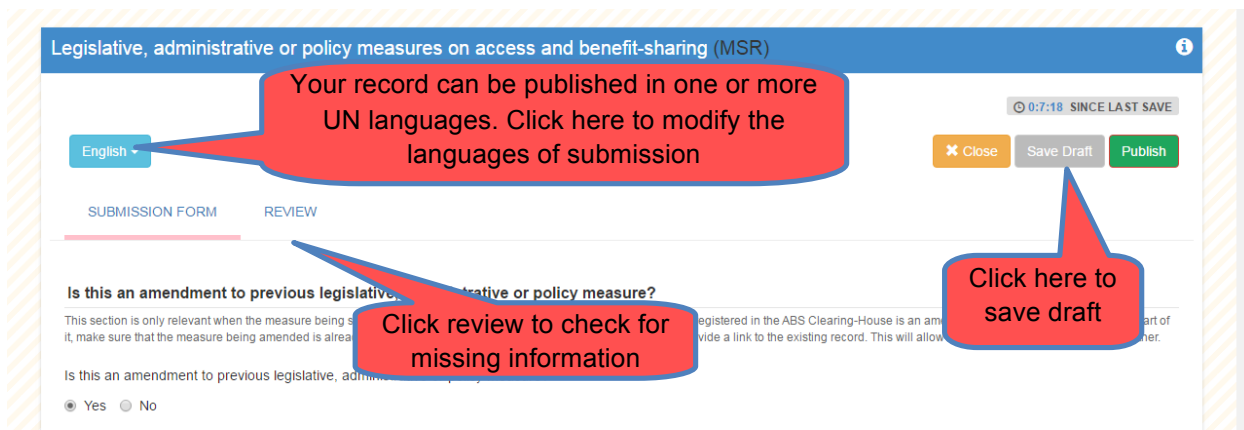 Legislative, administrative or policy measures on access and benefit-sharing (MSR)
Your record can be published in one or more
UN languages. Click here to modify the
languages of submission
0:7:18 SINCE LAST SAVE
English
Close Save Draft Publish
SUBMISSION FORM REVIEW
Click here to
save draft
Is this an amendment to previous legislative, trative or policy measure?
Click review to check for
missing information
This section is only relevant when the measure being s egistered in the ABS Clearing-House is an am art of
it, make sure that the measure being amended is alrea vide a link to the existing record. This will allow her.
Is this an amendment to previous legislative, adm
Yes No